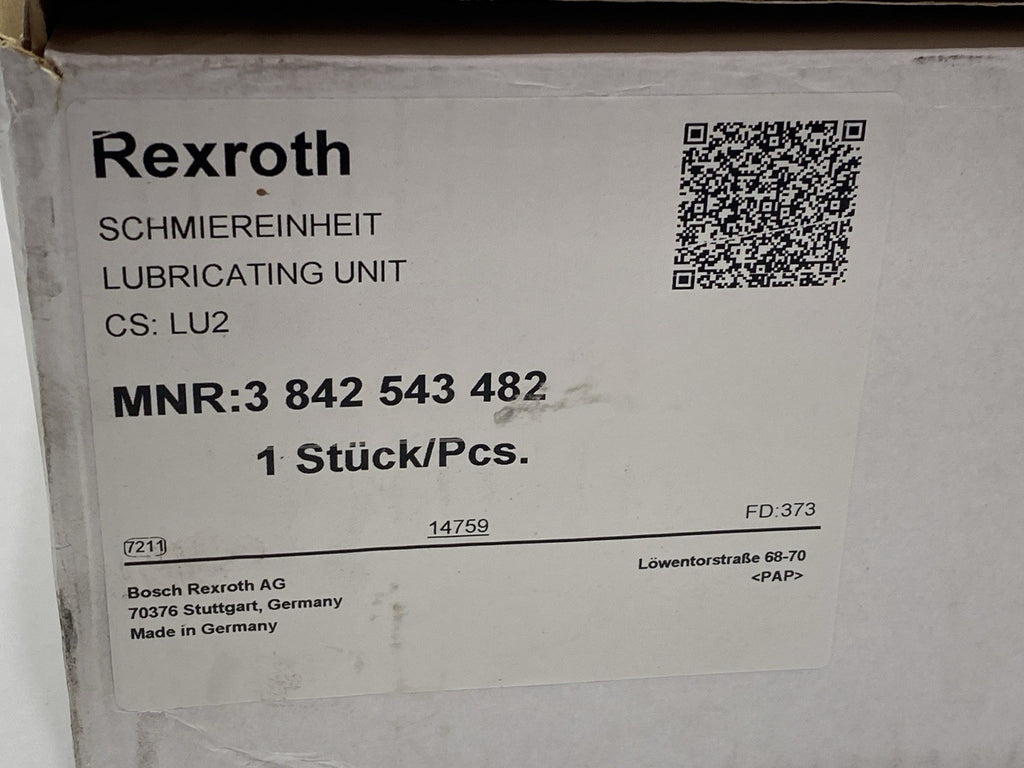 Rexroth
SCHMIEREINHEIT
LUBRICATING UNIT
CS: LU2
MNR:3 842 543 482
1 Stück/Pcs.
7211
14759
FD:373
Bosch Rexroth AG
70376 Stuttgart, Germany
Made in Germany
Löwentorstraße 68-70
<PAP>